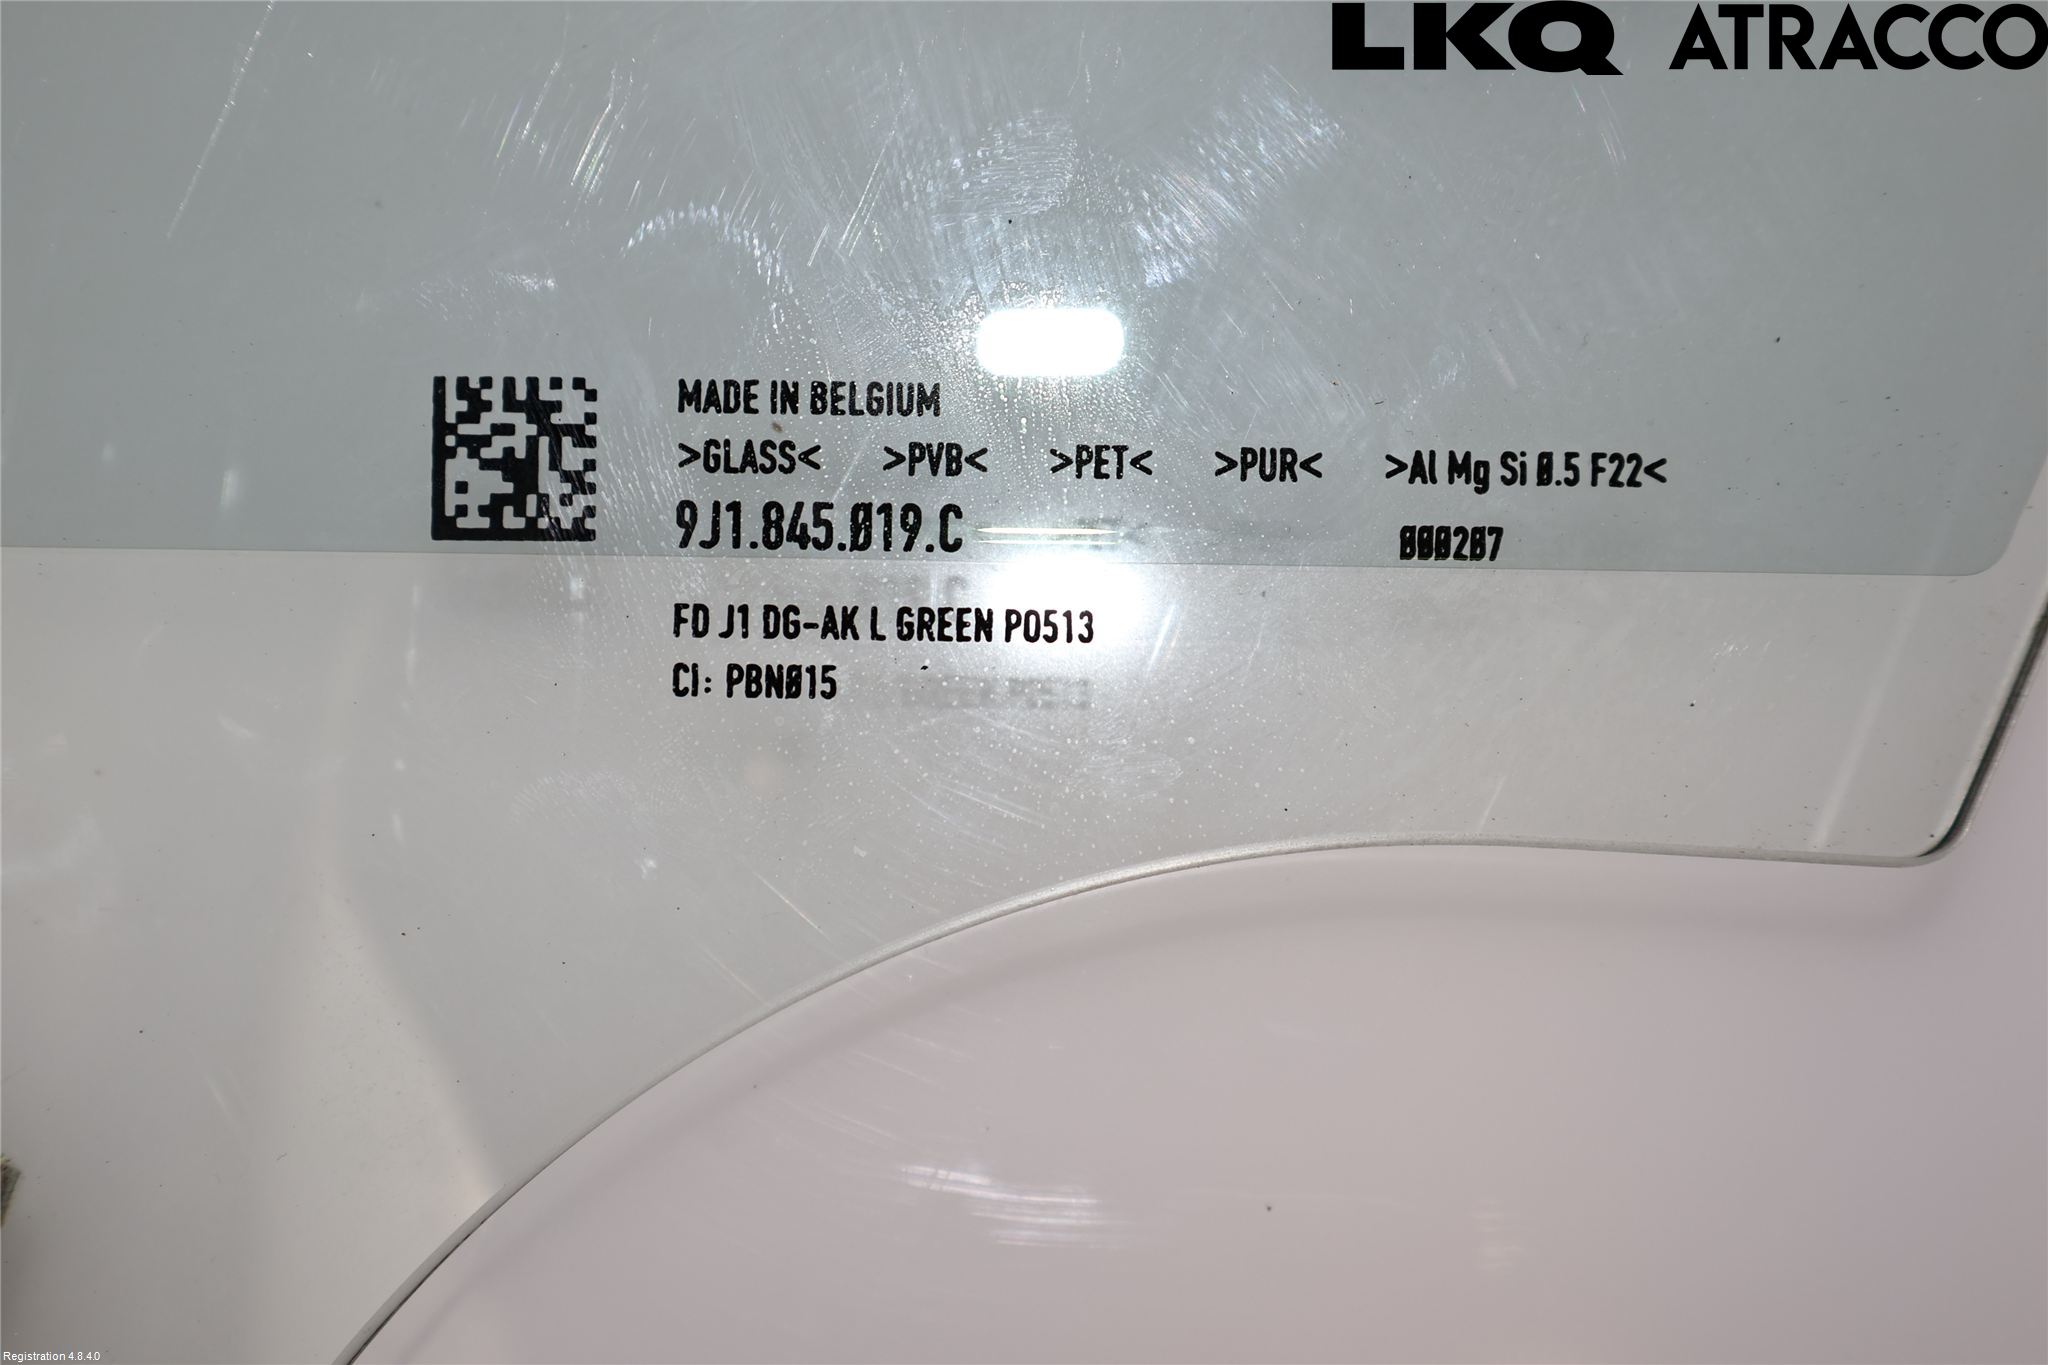 LKQ ATRACCO
MADE IN BELGIUM
>GLASS< >PVB< >PET< >PUR< >Al Mg Si 0.5 F22<
9J1.845.019.C
000207
FD J1 DG-AK L GREEN P0513
CI: PBN015
Registration 4.8.4.0